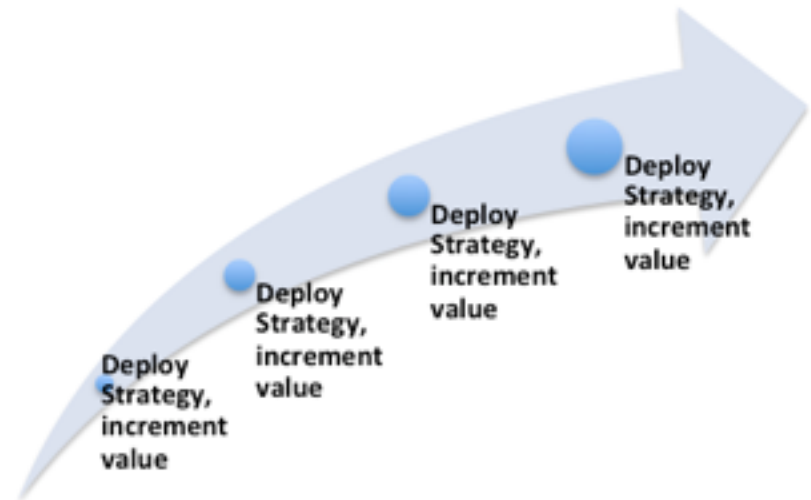 Deploy
Strategy,
increment
value
Deploy
Strategy,
increment
value
Deploy
Strategy,
increment
value
Deploy
Strategy,
increment
value